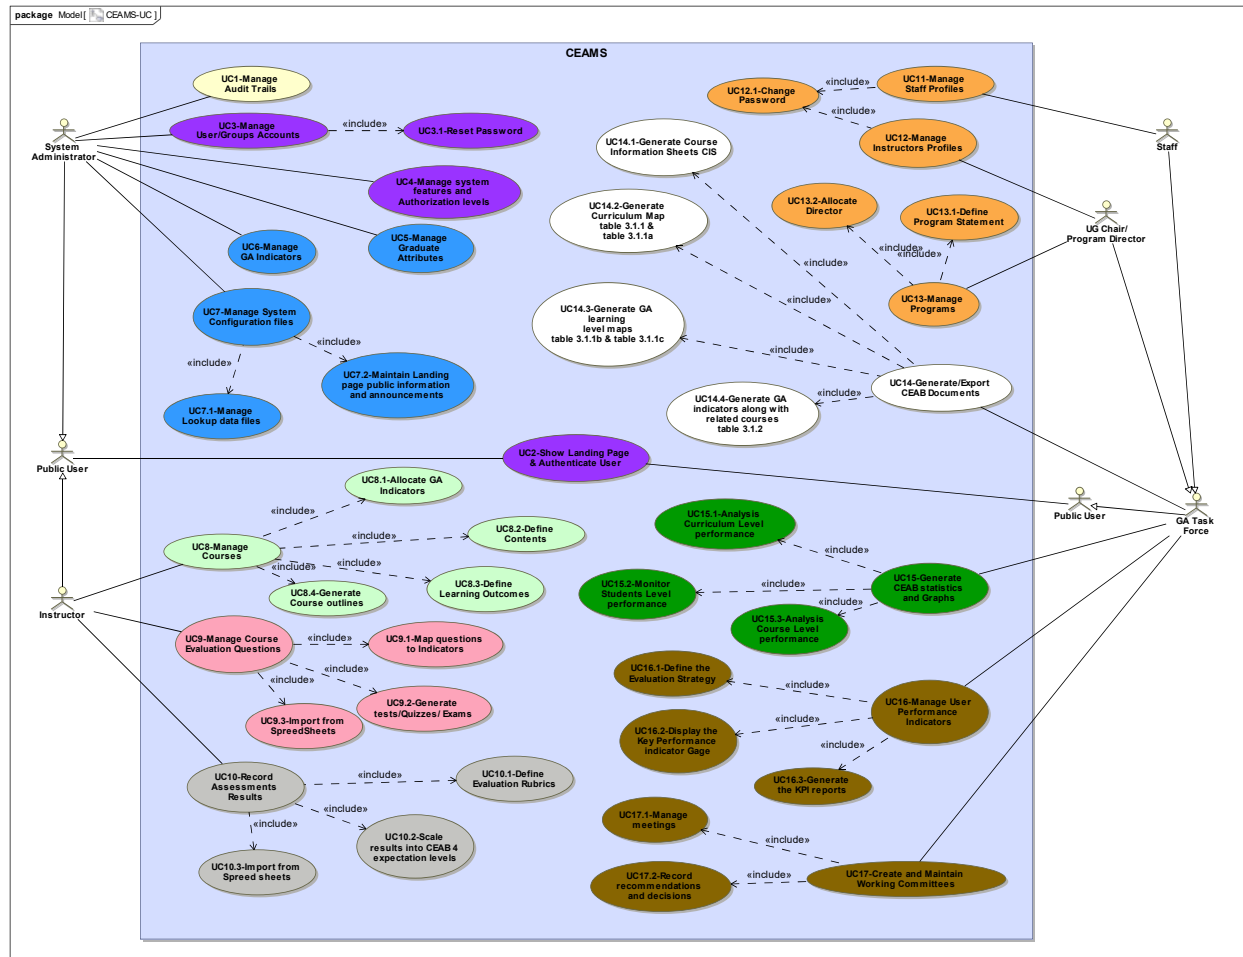 package Model [ CEAMS-UC ]
CEAMS
UC1-Manage
Audit Trails
UC3-Manage
User/Groups Accounts
«include»
UC3.1-Reset Password
System
Administrator
UC4-Manage system
features and
Authorization levels
UC6-Manage
GA Indicators
UC5-Manage
Graduate
Attributes
UC7-Manage System
Configuration files
«include»
«include»
UC7.2-Maintain Landing
page public information
and announcements
UC7.1-Manage
Lookup data files
UC12.1-Change
Password
«include»
UC11-Manage
Staff Profiles
«include»
UC12-Manage
Instructors Profiles
Staff
UC14.1-Generate Course
Information Sheets CIS
UC14.2-Generate
Curriculum Map
table 3.1.1 &
table 3.1.1a
UC13.2-Allocate
Director
UC13.1-Define
Program Statement
UG Chair/
Program Director
«include»
«include»
«include»
UC13-Manage
Programs
«include»
UC14.3-Generate GA
learning
level maps
table 3.1.1b & table 3.1.1c
«include»
UC14-Generate/Export
CEAB Documents
«include»
UC14.4-Generate GA
indicators along with
related courses
table 3.1.2
Public User
UC2-Show Landing Page
& Authenticate User
Public User
GA Task
Force
UC8.1-Allocate GA
Indicators
«include»
UC8.2-Define
Contents
«include»
UC8-Manage
Courses
«include»
«include»
UC8.3-Define
Learning Outcomes
UC8.4-Generate
Course outlines
Instructor
UC9-Manage Course
Evaluation Questions
«include»
UC9.1-Map questions
to Indicators
«include»
«include»
UC9.2-Generate
tests/Quizzes/ Exams
UC9.3-Import from
SpreedSheets
UC10-Record
Assessments
Results
«include»
UC10.1-Define
Evaluation Rubrics
«include»
«include»
UC10.2-Scale
results into CEAB 4
expectation levels
UC10.3-Import from
Spread sheets
UC15.1-Analysis
Curriculum Level
performance
«include»
UC15-Generate
CEAB statistics
and Graphs
UC15.2-Monitor
Students Level
performance
«include»
«include»
UC15.3-Analysis
Course Level
performance
UC16.1-Define the
Evaluation Strategy
«include»
UC16-Manage User
Performance
Indicators
UC16.2-Display the
Key Performance
indicator Gage
«include»
«include»
UC16.3-Generate
the KPI reports
UC17.1-Manage
meetings
«include»
UC17.2-Record
recommendations
and decisions
«include»
UC17-Create and Maintain
Working Committees